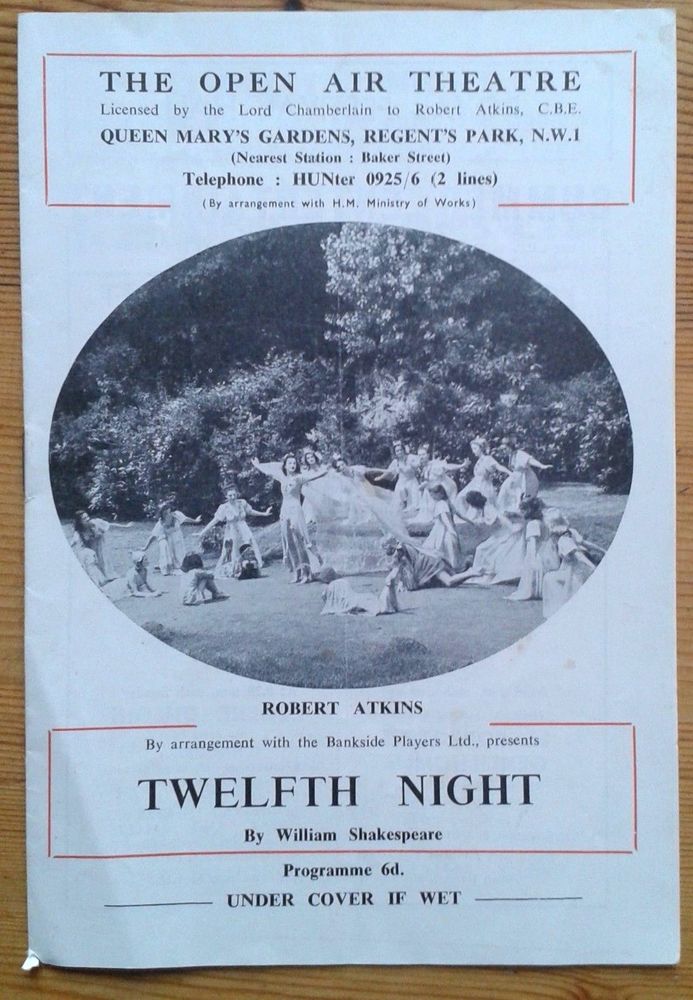 THE OPEN AIR THEATRE
Licensed by the Lord Chamberlain to Robert Atkins, C.B.E.
QUEEN MARY'S GARDENS, REGENT'S PARK, N.W.1
(Nearest Station : Baker Street)
Telephone : HUNter 0925/6 (2 lines)
(By arrangement with H.M. Ministry of Works)
ROBERT ATKINS
By arrangement with the Bankside Players Ltd., presents
TWELFTH NIGHT
By William Shakespeare
Programme 6d.
UNDER COVER IF WET